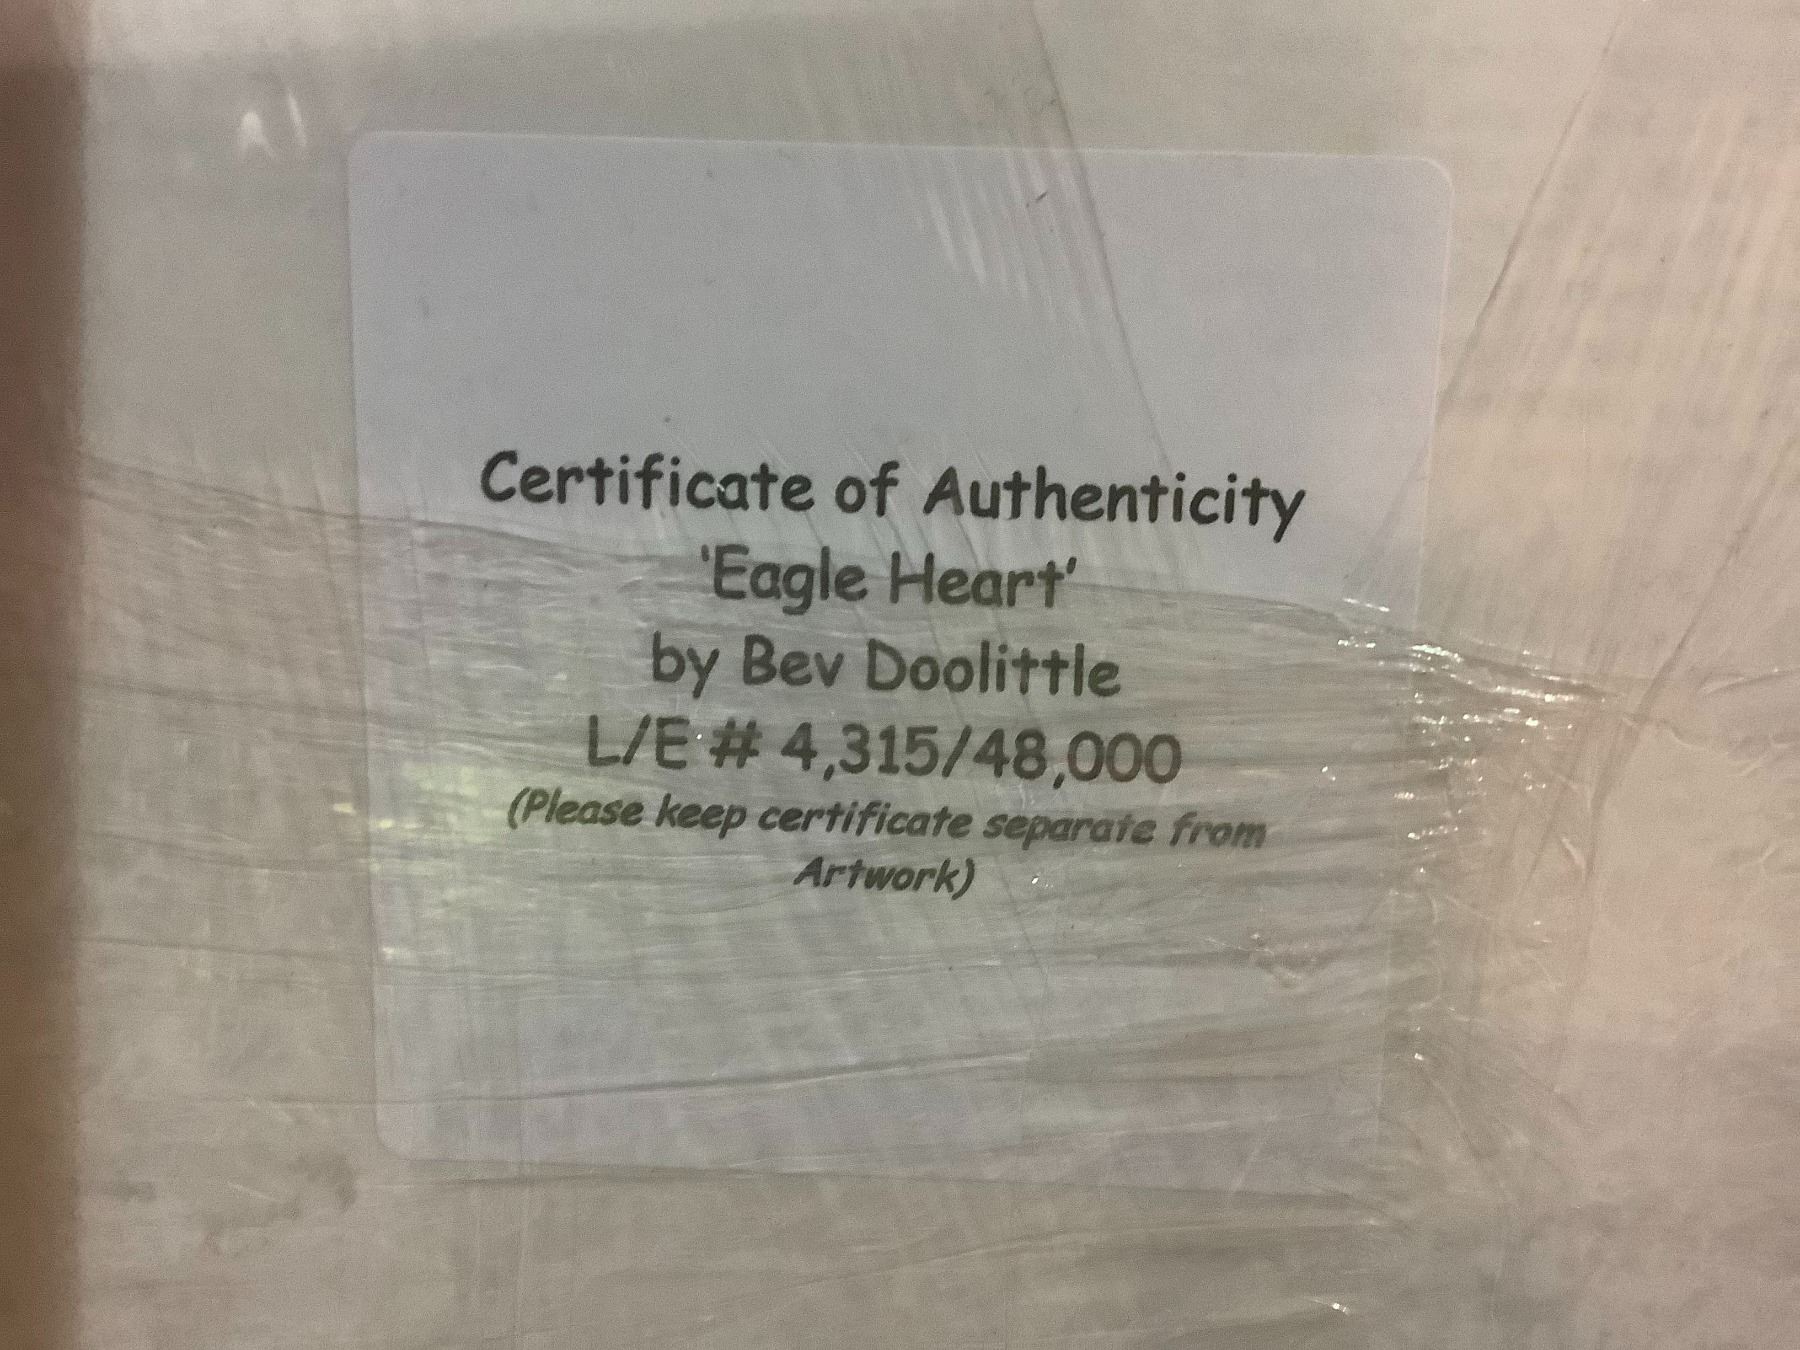 Certificate of Authenticity
'Eagle Heart'
by Bev Doolittle
L/E # 4,315/48,000
(Please keep certificate separate from
Artwork)